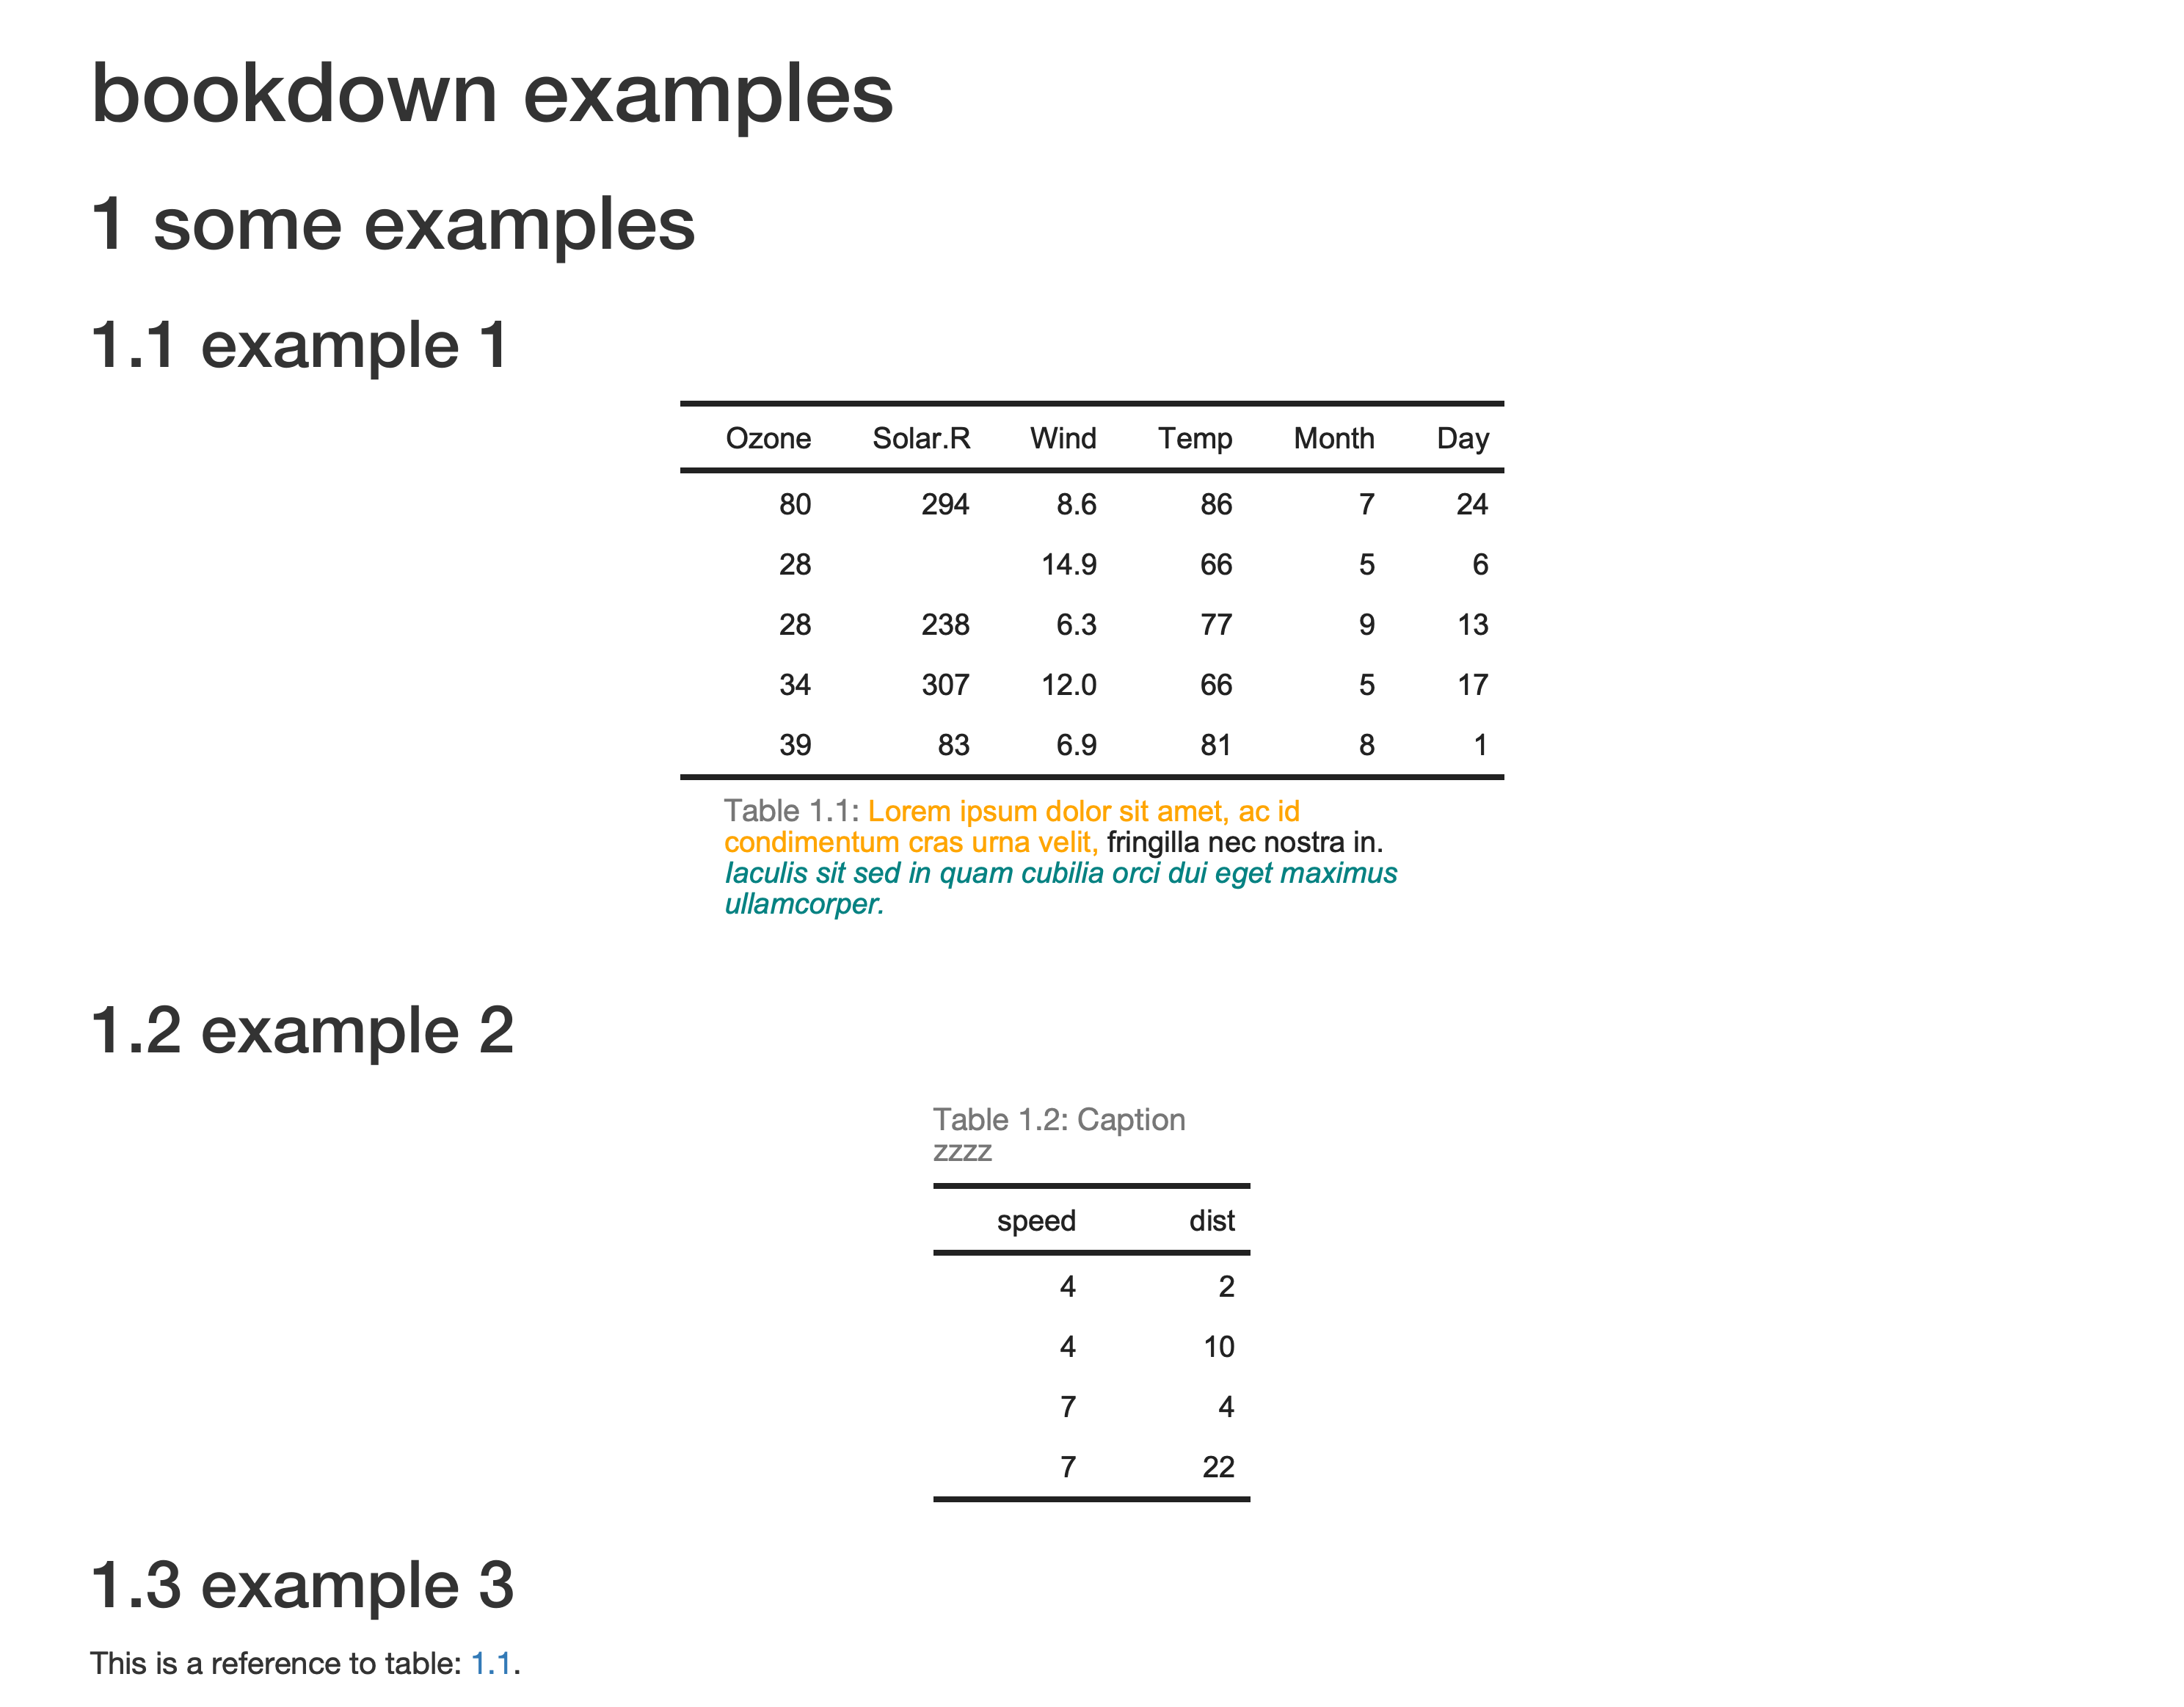 bookdown examples
1 some examples
1.1 example 1
Ozone Solar.R Wind Temp Month Day
80 294 8.6 86 7 24
28 14.9 66 5 6
28 238 6.3 77 9 13
34 307 12.0 66 5 17
39 83 6.9 81 8 1
Table 1.1: Lorem ipsum dolor sit amet, ac id
condimentum cras urna velit, fringilla nec nostra in.
Iaculis sit sed in quam cubilia orci dui eget maximus
ullamcorper.
1.2 example 2
Table 1.2: Caption
zzzz
speed dist
4 2
4 10
7 4
7 22
1.3 example 3
This is a reference to table: 1.1.